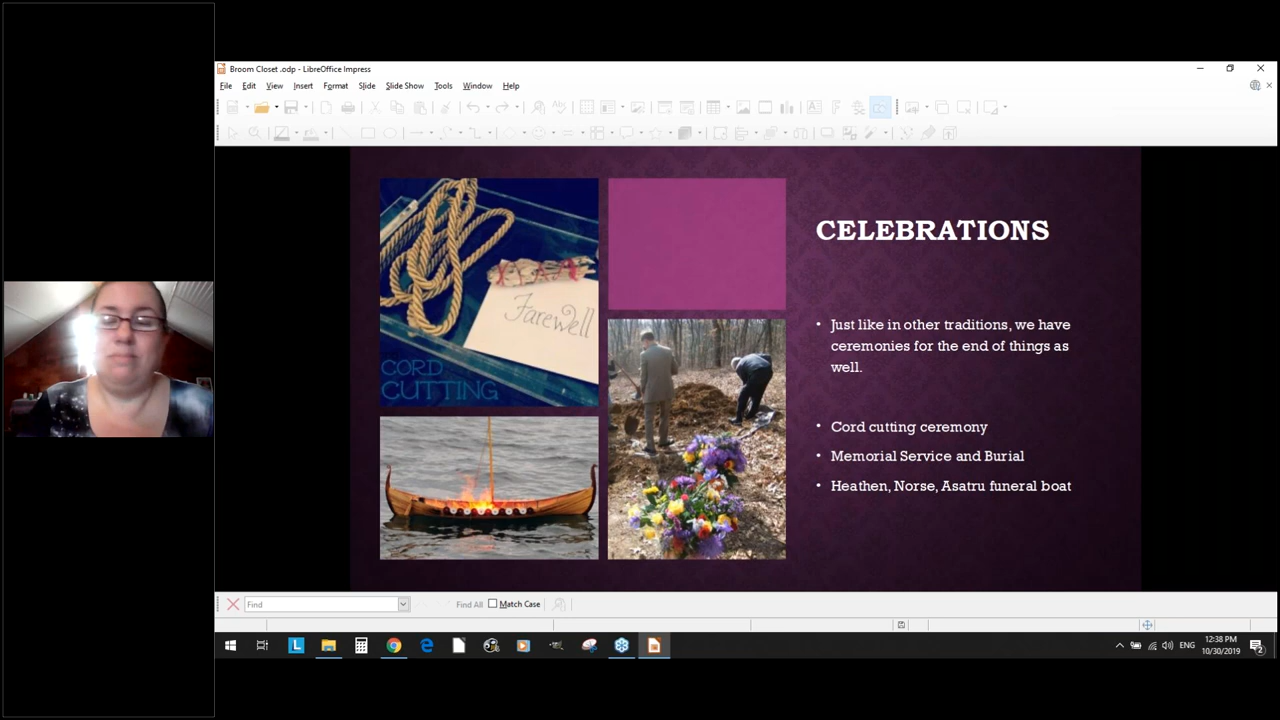 Broom Closet .odp - LibreOffice Impress
File Edit View Insert Format Slide Slide Show Tools Window Help
CELEBRATIONS
Farewell
CORD
CUTTING
• Just like in other traditions, we have
ceremonies for the end of things as
well.
• Cord cutting ceremony
• Memorial Service and Burial
• Heathen, Norse, Asatru funeral boat
Find
Find All
Match Case
L
ENG
12:38 PM
10/30/2019
2